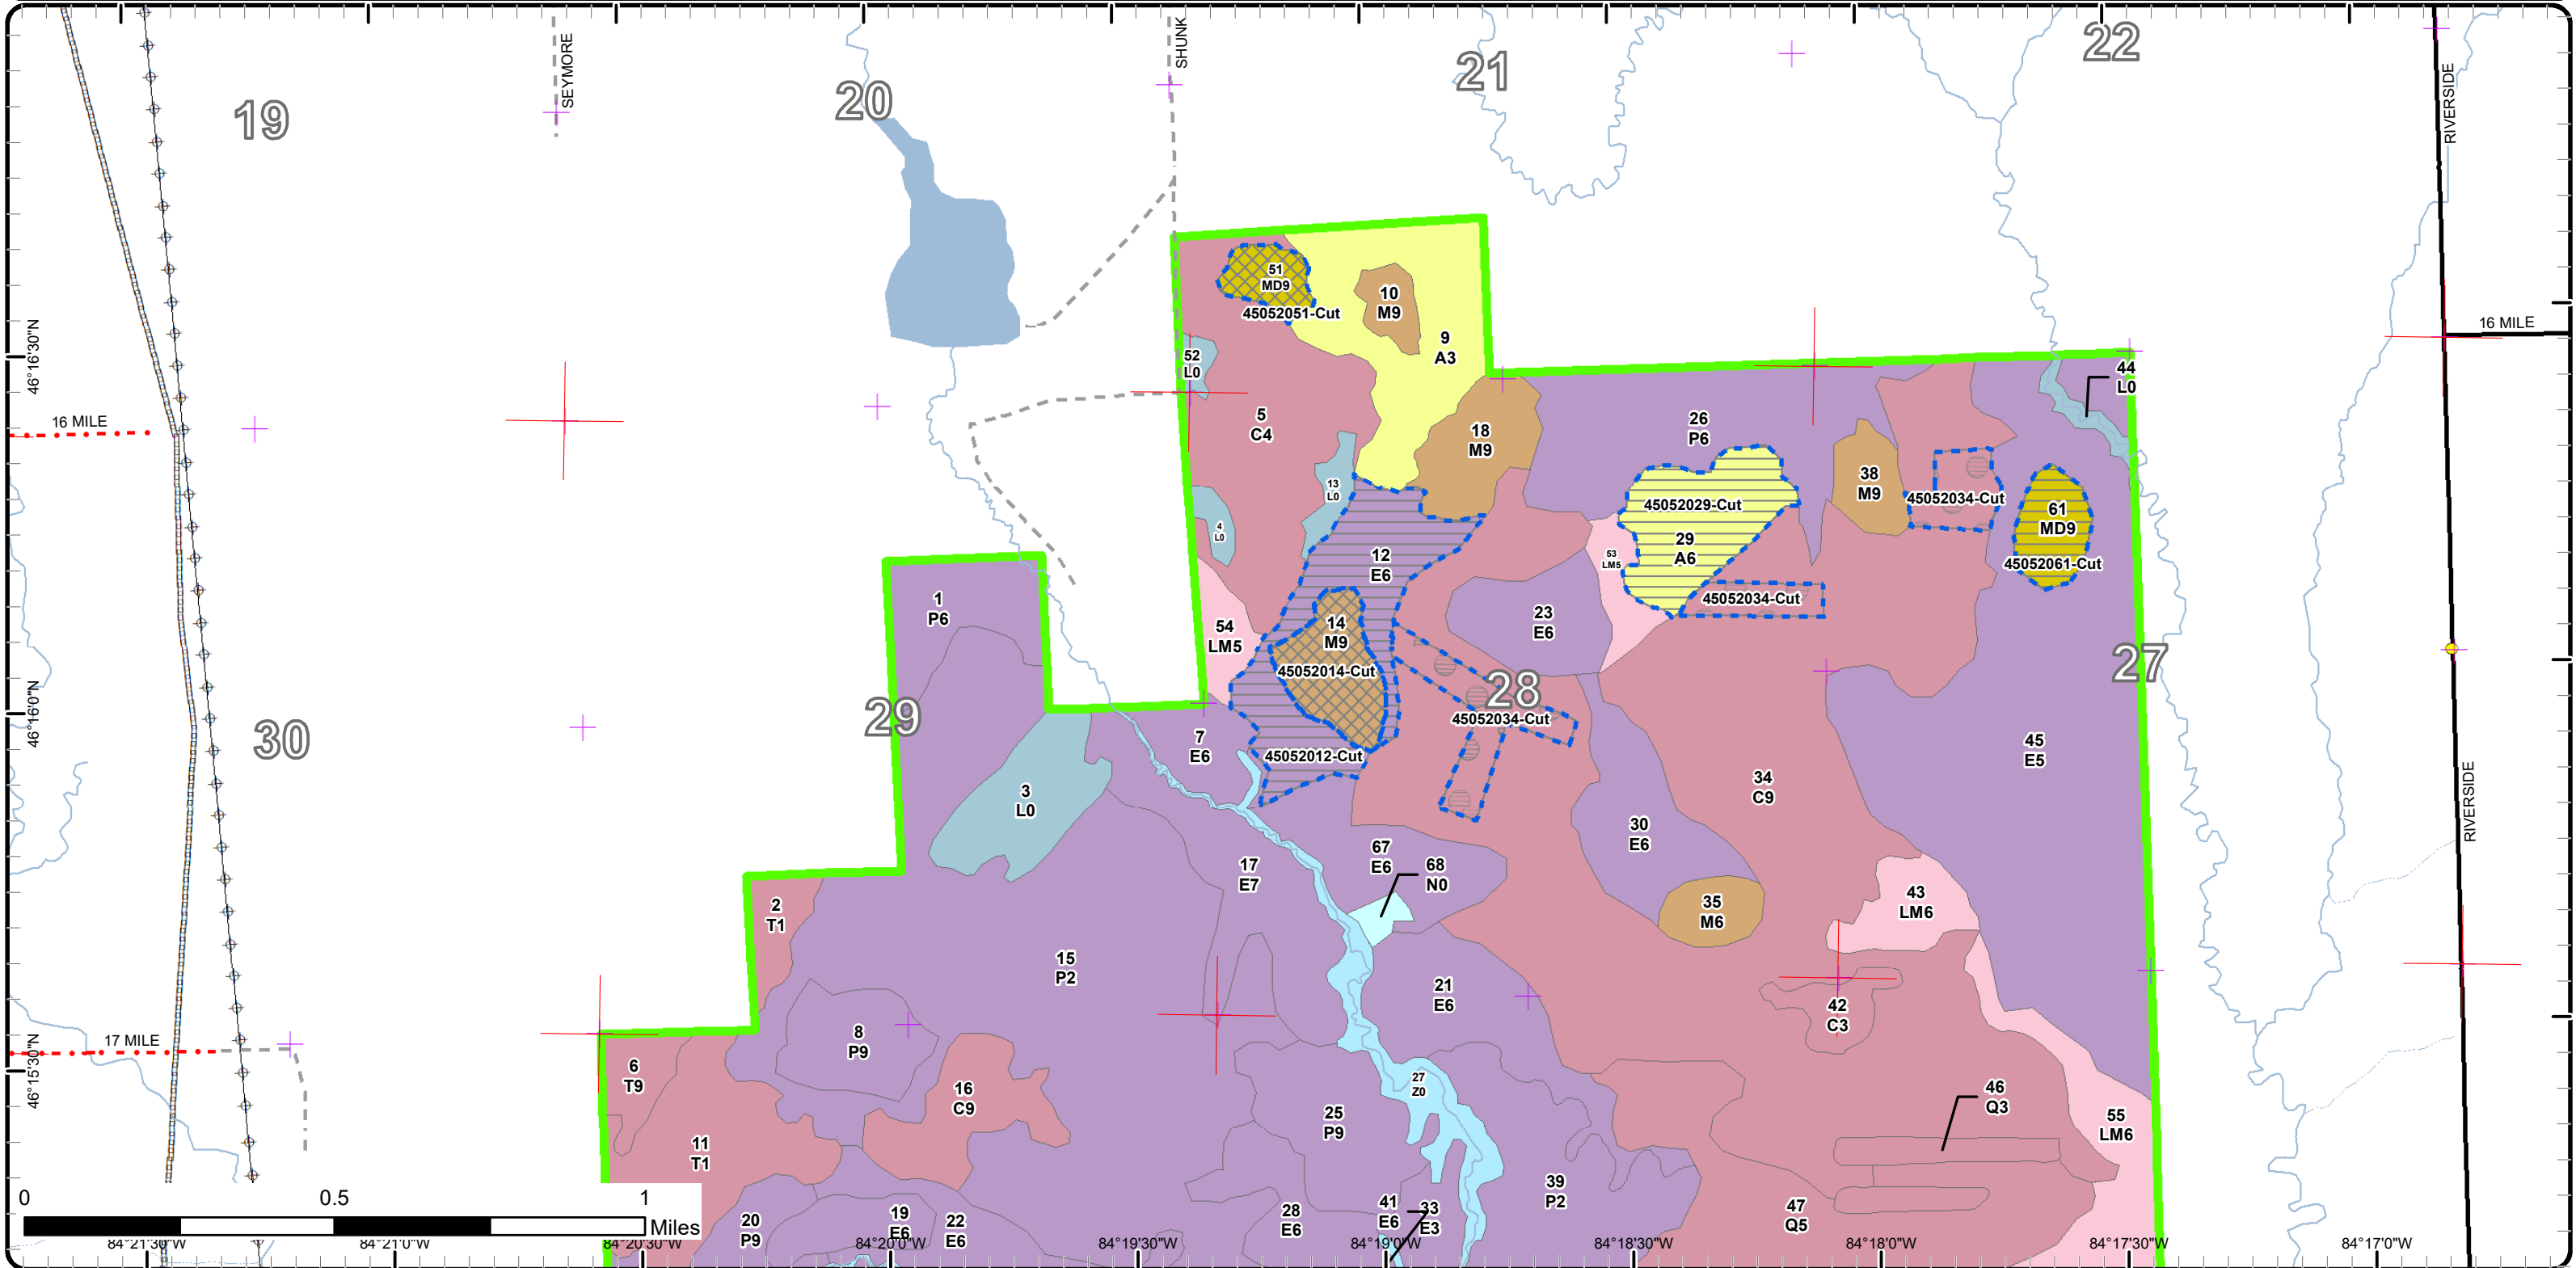 22
21
20
19
SEYMORE
SHUNK
RIVERSIDE
51
MD9
45052051-Cut
10
M9
9
A3
16 MILE
46°16'30"N
52
L0
44
L0
16 MILE
5
C4
18
M9
26
P6
13
L0
38
M9
45052034-Cut
45052029-Cut
61
MD9
45052061-Cut
4
L0
29
A6
53
LM5
12
E6
45052034-Cut
1
P6
23
E6
14
M9
45052014-Cut
54
LM5
27
28
45052034-Cut
29
30
46°16'0"N
7
E6
45052012-Cut
45
E5
34
C9
3
L0
RIVERSIDE
30
E6
67
E6
68
N0
17
E7
43
LM6
35
M6
2
T1
15
P2
21
E6
42
C3
17 MILE
8
P9
46°15'30"N
6
T9
16
C9
27
Z0
46
Q3
25
P9
55
LM6
11
T1
39
P2
47
Q5
28
E6
41
E6
33
E3
20
P9
19
E6
22
E6
0 0.5 1
Miles
84°21'30"W 84°21'0"W 84°20'30"W 84°20'0"W 84°19'30"W 84°19'0"W 84°18'30"W 84°18'0"W 84°17'30"W 84°17'0"W